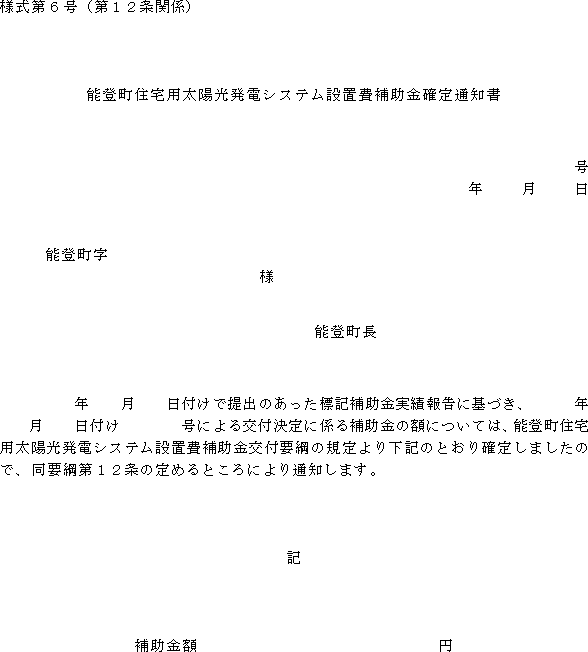 様式第６号（第１２条関係）
能登町住宅用太陽光発電システム設置費補助金確定通知書
号
年　　月　　日
能登町字
様
能登町長
年　　月　　日付けで提出のあった標記補助金実績報告に基づき、　　　年
月　　日付け　　　　号による交付決定に係る補助金の額については、能登町住宅
用太陽光発電システム設置費補助金交付要綱の規定より下記のとおり確定しましたの
で、同要綱第１２条の定めるところにより通知します。
記
補助金額　　　　　　　　　　　　　　　円